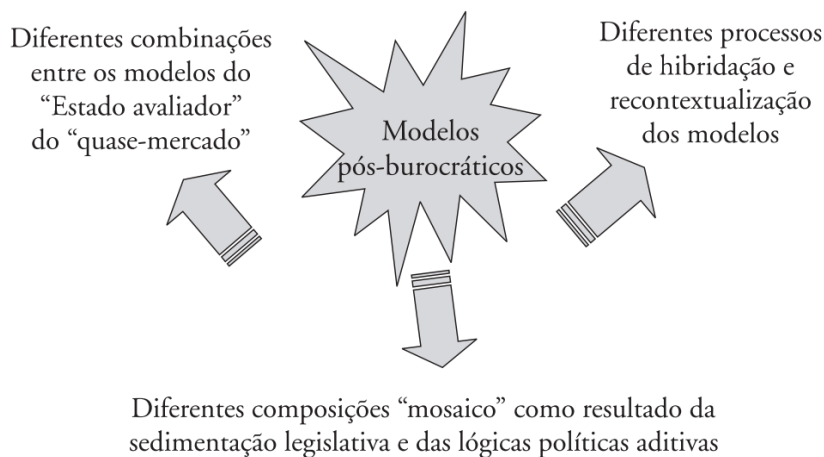 Diferentes combinações
entre os modelos do
“Estado avaliador”
do “quase-mercado”
Modelos
pós-burocráticos
Diferentes processos
de hibridação e
recontextualização
dos modelos
Diferentes composições “mosaico” como resultado da
sedimentação legislativa e das lógicas políticas aditivas